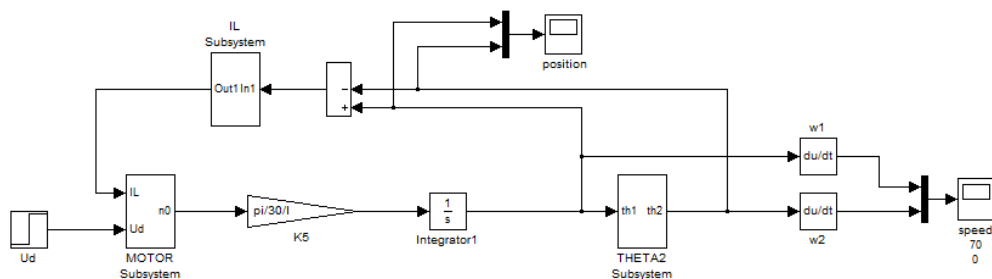 IL
Subsystem
Out1 In1
−
+
position
w1
du/dt
IL
n0
Ud
MOTOR
Subsystem
Ud
pi/30/I
K5
1
s
Integrator1
th1 th2
THETA2
Subsystem
du/dt
w2
speed
70
0